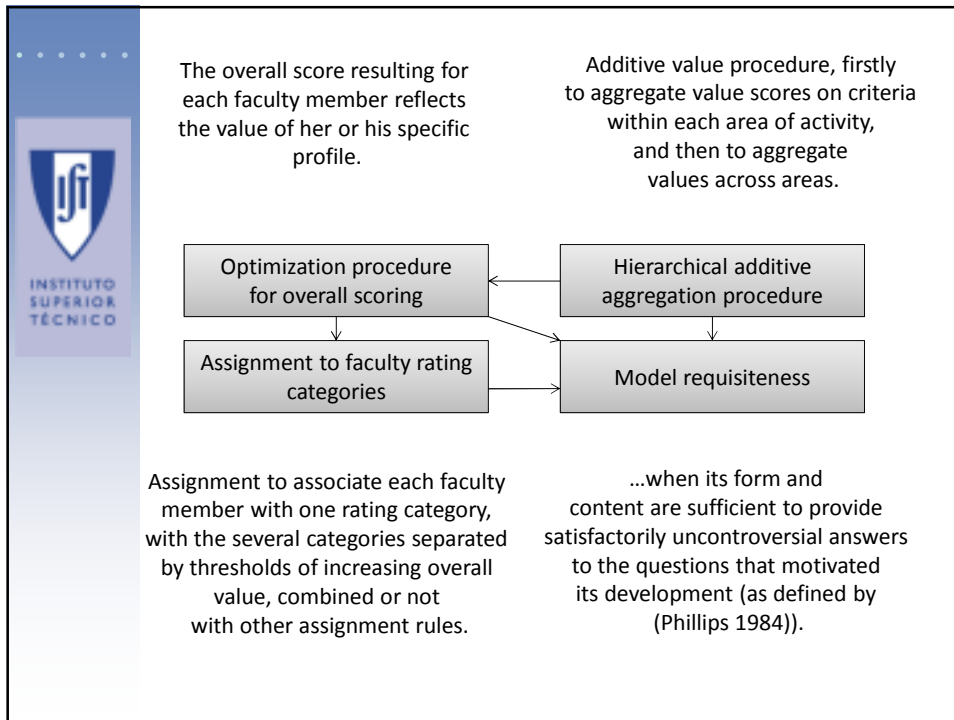 IST
INSTITUTO
SUPERIOR
TÉCNICO
The overall score resulting for
each faculty member reflects
the value of her or his specific
profile.
Additive value procedure, firstly
to aggregate value scores on criteria
within each area of activity,
and then to aggregate
values across areas.
Optimization procedure
for overall scoring
Hierarchical additive
aggregation procedure
Assignment to faculty rating
categories
Model requisiteness
Assignment to associate each faculty
member with one rating category,
with the several categories separated
by thresholds of increasing overall
value, combined or not
with other assignment rules.
…when its form and
content are sufficient to provide
satisfactorily uncontroversial answers
to the questions that motivated
its development (as defined by
(Phillips 1984)).